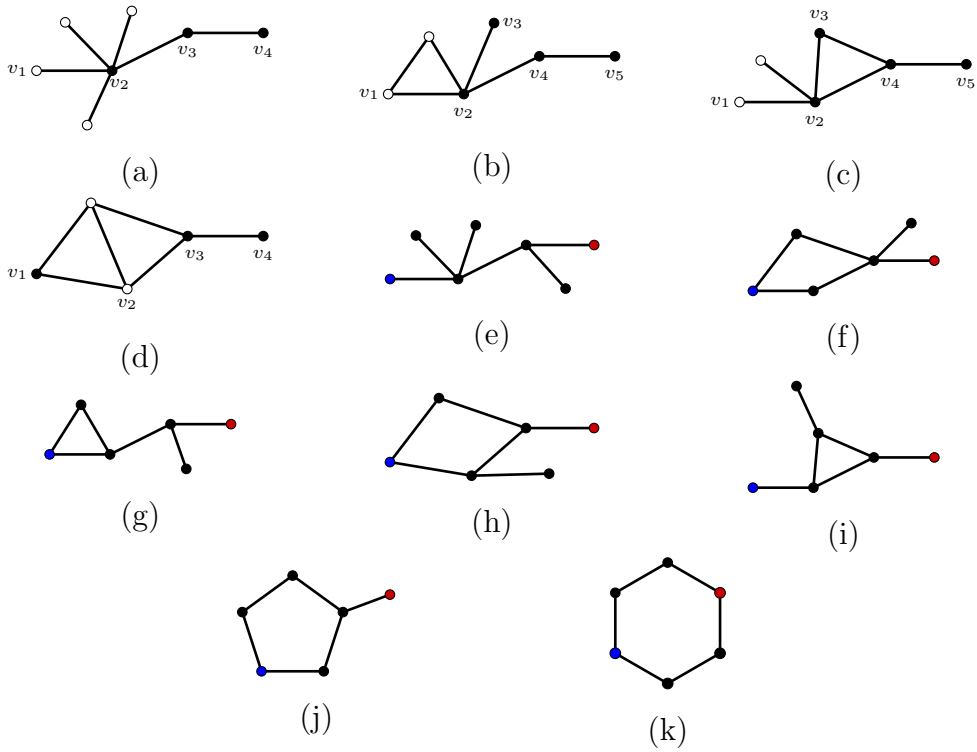 v₁ v₂ v₃ v₄
(a)
v₁ v₂ v₃ v₄ v₅
(b)
v₁ v₂ v₃ v₄ v₅
(c)
v₁ v₂ v₃ v₄
(d)
(e)
(f)
(g)
(h)
(i)
(j)
(k)